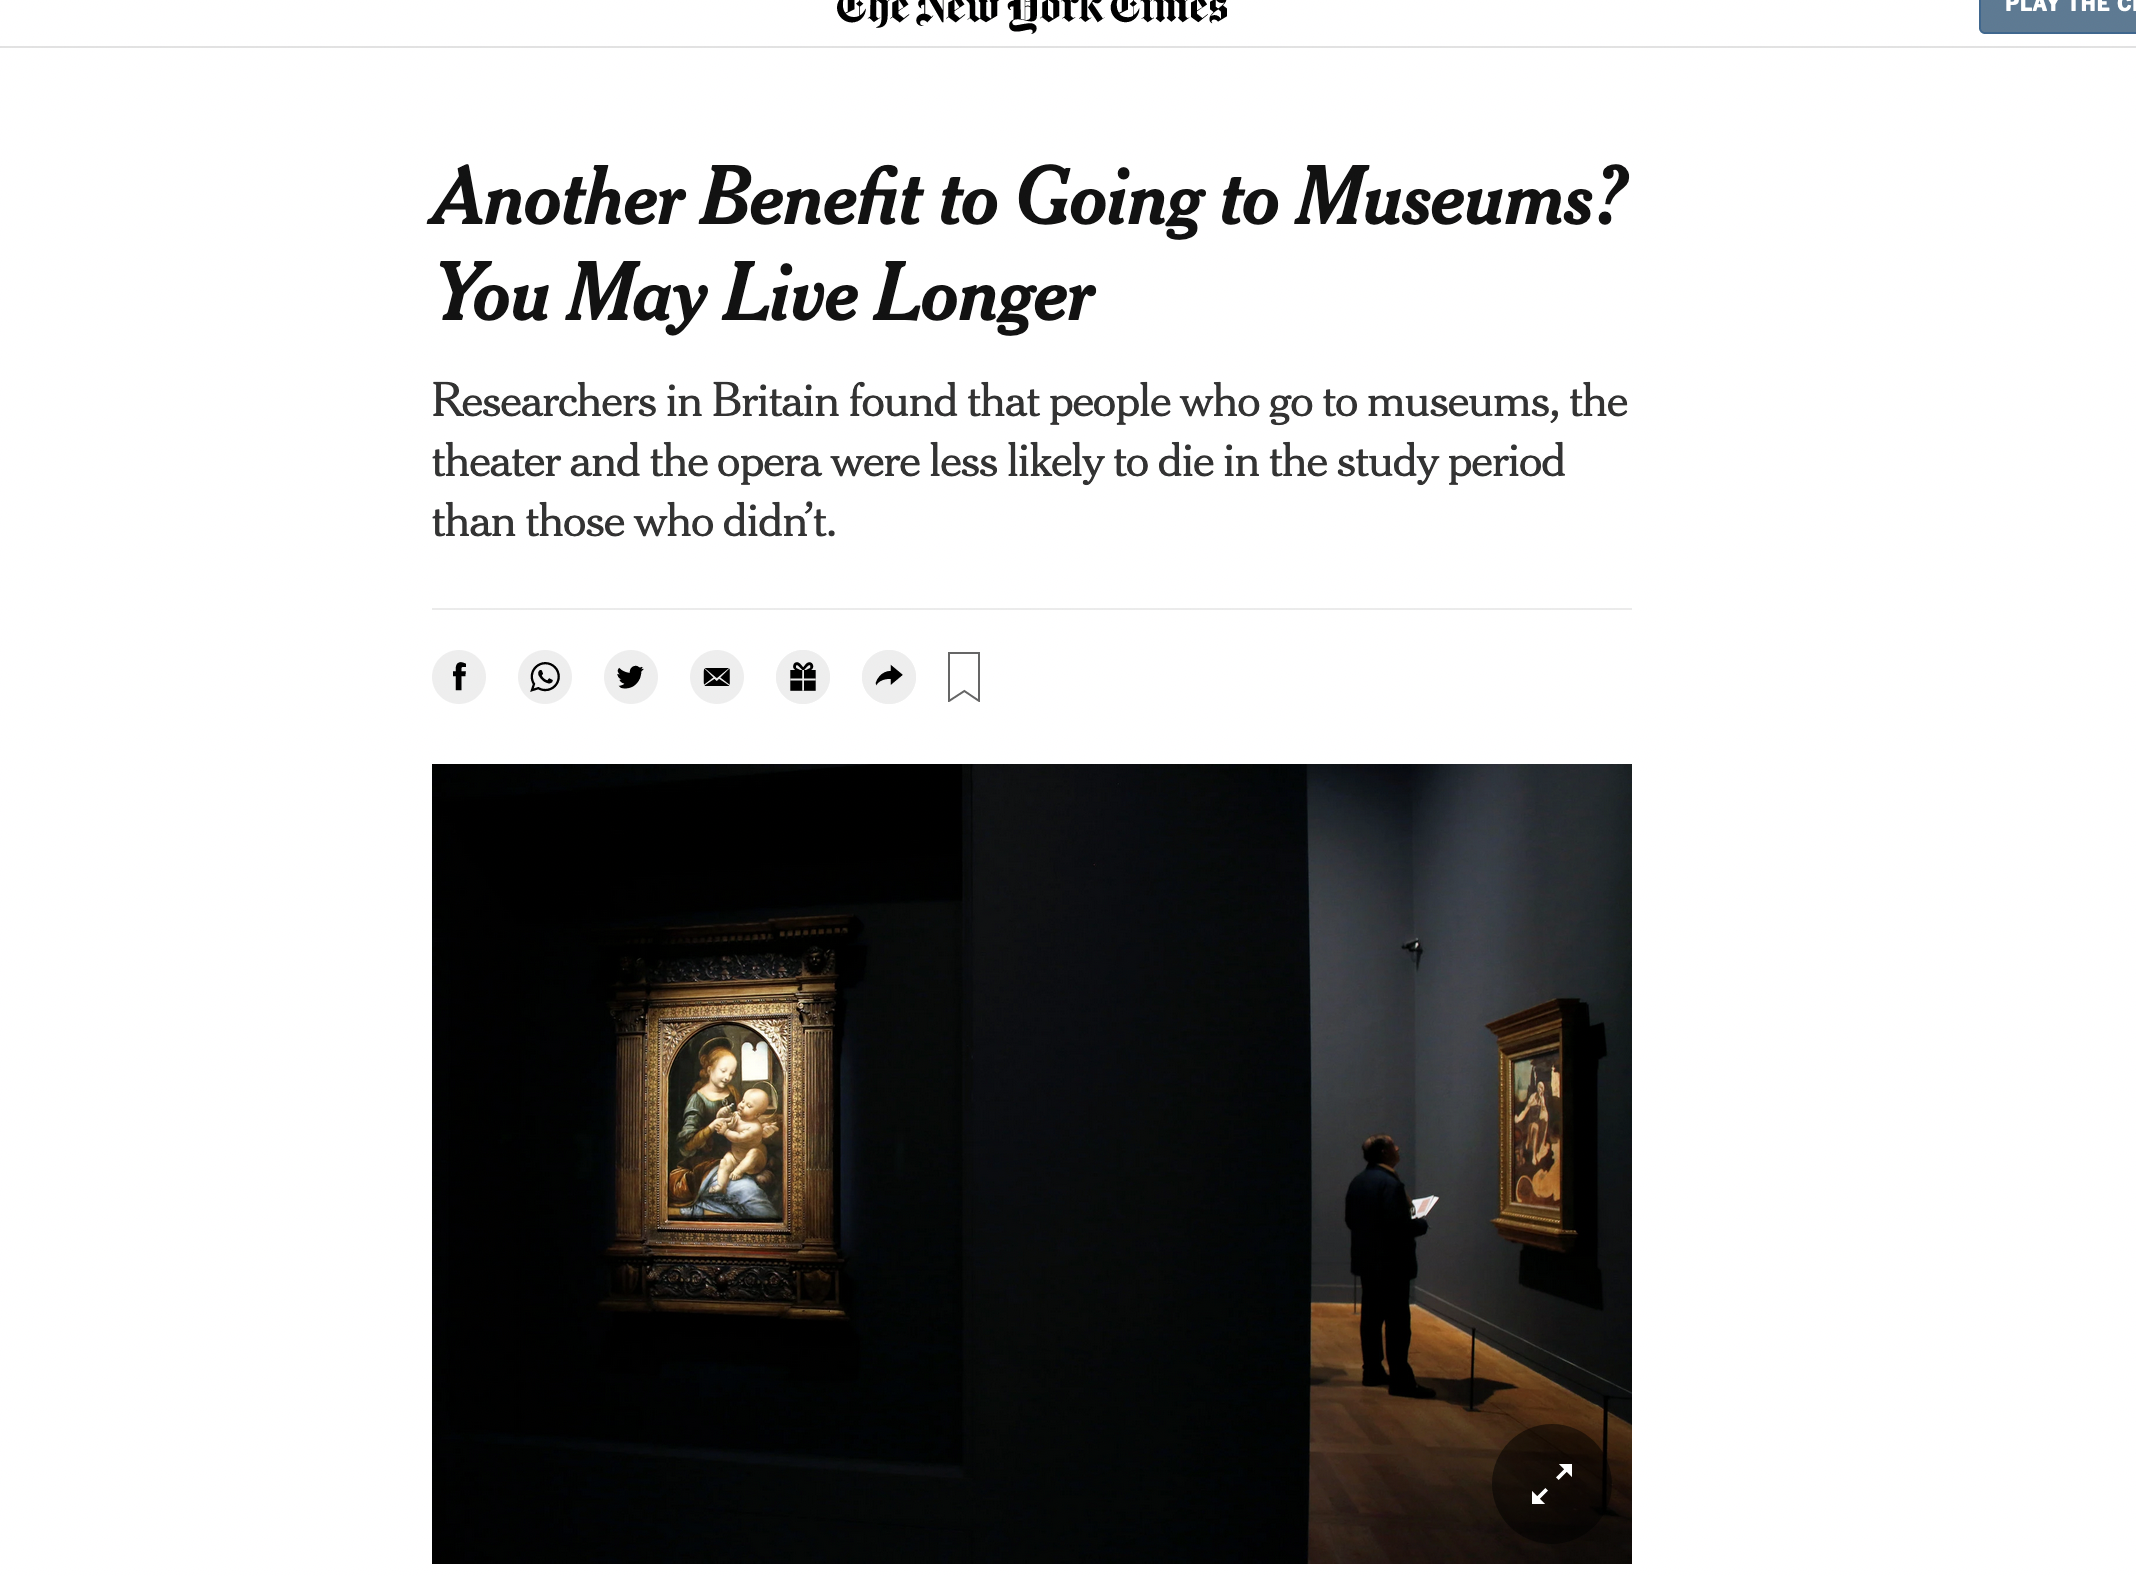 The New York Times
PLAY THE
Another Benefit to Going to Museums?
You May Live Longer
Researchers in Britain found that people who go to museums, the
theater and the opera were less likely to die in the study period
than those who didn’t.